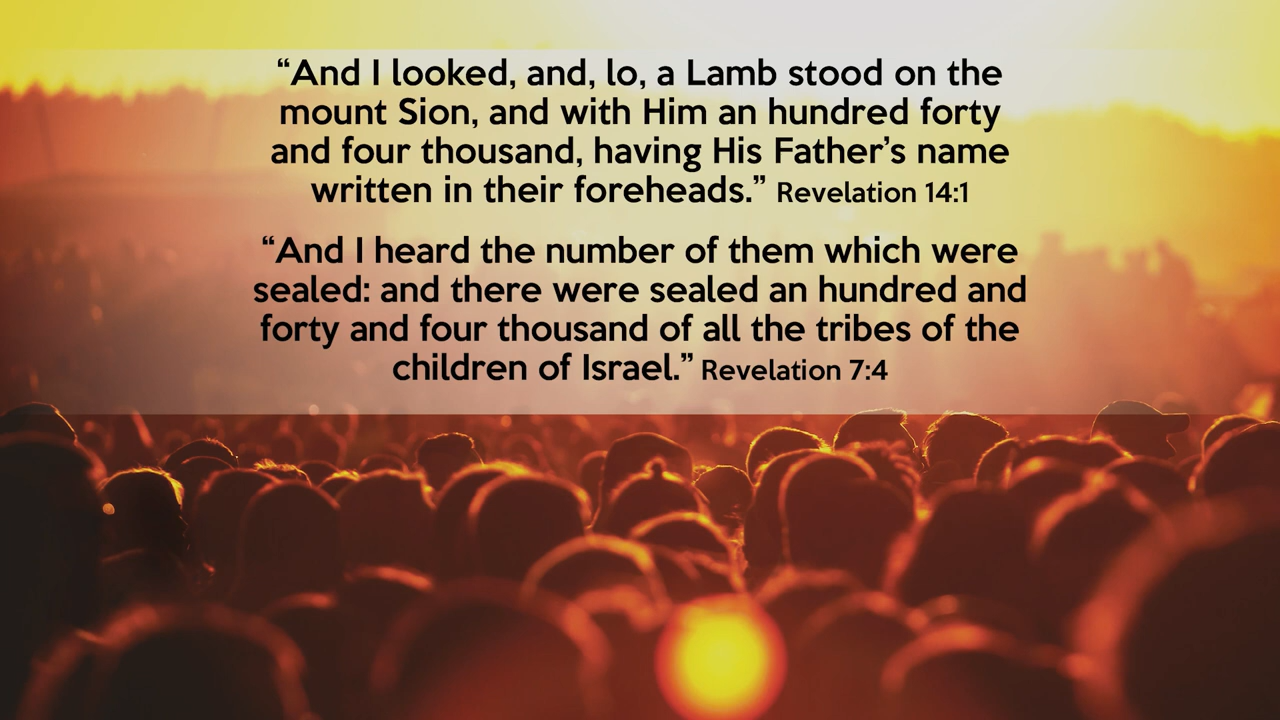 “And I looked, and, lo, a Lamb stood on the
mount Sion, and with Him an hundred forty
and four thousand, having His Father’s name
written in their foreheads.” Revelation 14:1
“And I heard the number of them which were
sealed: and there were sealed an hundred and
forty and four thousand of all the tribes of the
children of Israel.” Revelation 7:4